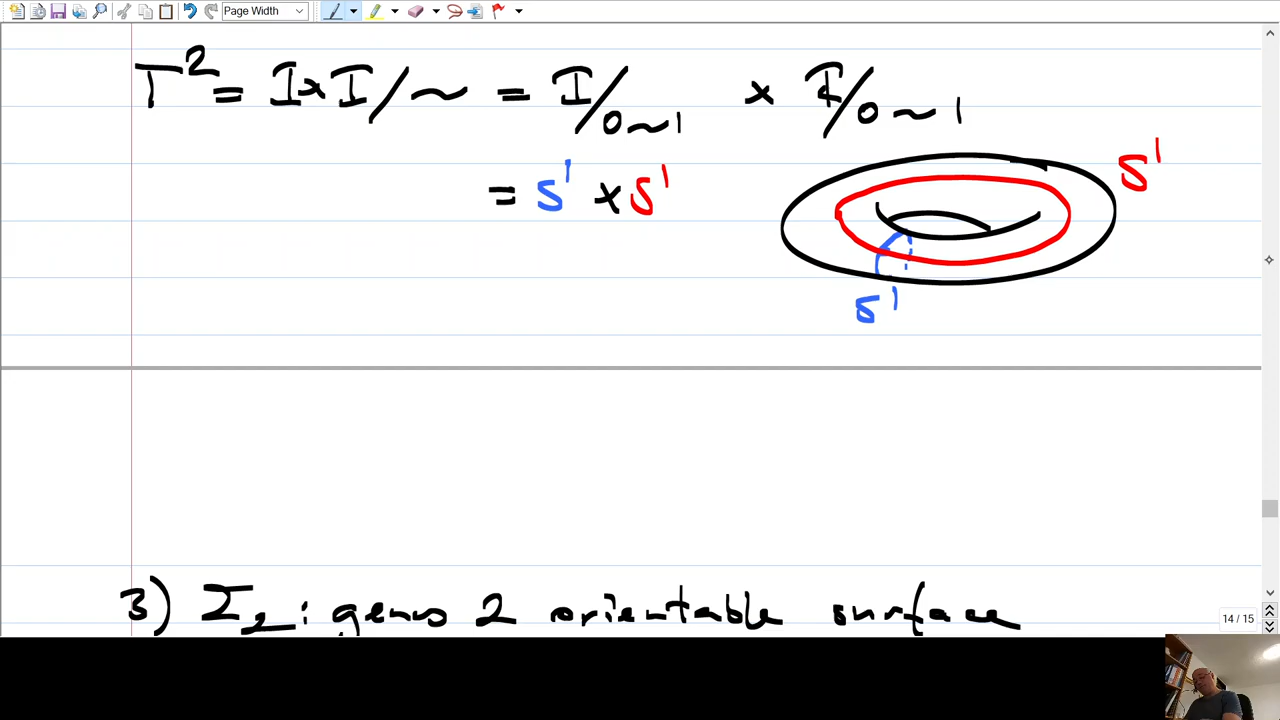 Page Width
T² = I×I/~ = I/0~1 × I/0~1
= S¹ × S¹
S¹
S¹
3) Σ₂: genus 2 orientable surface
14 / 15